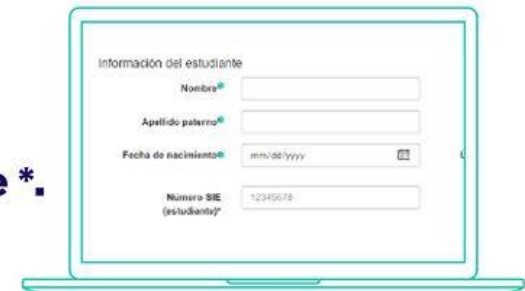 Información del estudiante
Nombre
Apellido paterno
Fecha de nacimiento mm/dd/yyyy
e *.
Número SIE 12345678
(estudiante)*